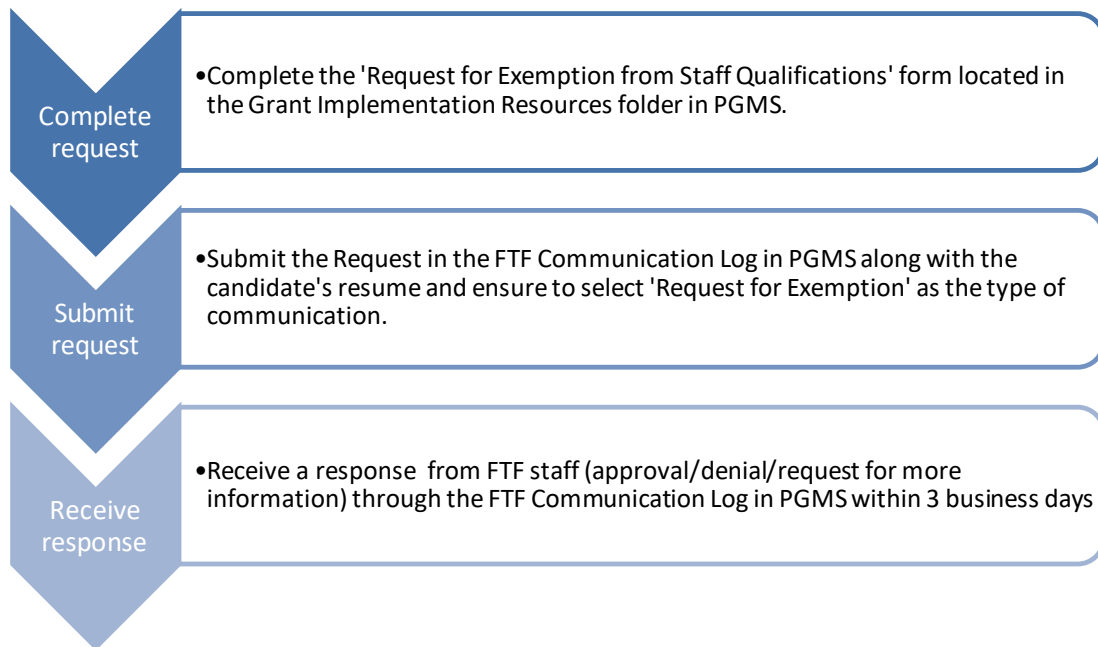 Complete
request
•Complete the 'Request for Exemption from Staff Qualifications' form located in
the Grant Implementation Resources folder in PGMS.
Submit
request
•Submit the Request in the FTF Communication Log in PGMS along with the
candidate's resume and ensure to select 'Request for Exemption' as the type of
communication.
Receive
response
•Receive a response from FTF staff (approval/denial/request for more
information) through the FTF Communication Log in PGMS within 3 business days